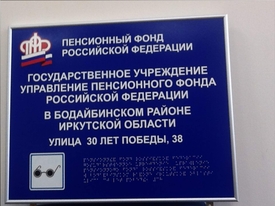 ПЕНСИОННЫЙ ФОНД
РОССИЙСКОЙ ФЕДЕРАЦИИ
ГОСУДАРСТВЕННОЕ УЧРЕЖДЕНИЕ
УПРАВЛЕНИЕ ПЕНСИОННОГО ФОНДА
РОССИЙСКОЙ ФЕДЕРАЦИИ
В БОДАЙБИНСКОМ РАЙОНЕ
ИРКУТСКОЙ ОБЛАСТИ
УЛИЦА 30 ЛЕТ ПОБЕДЫ, 38